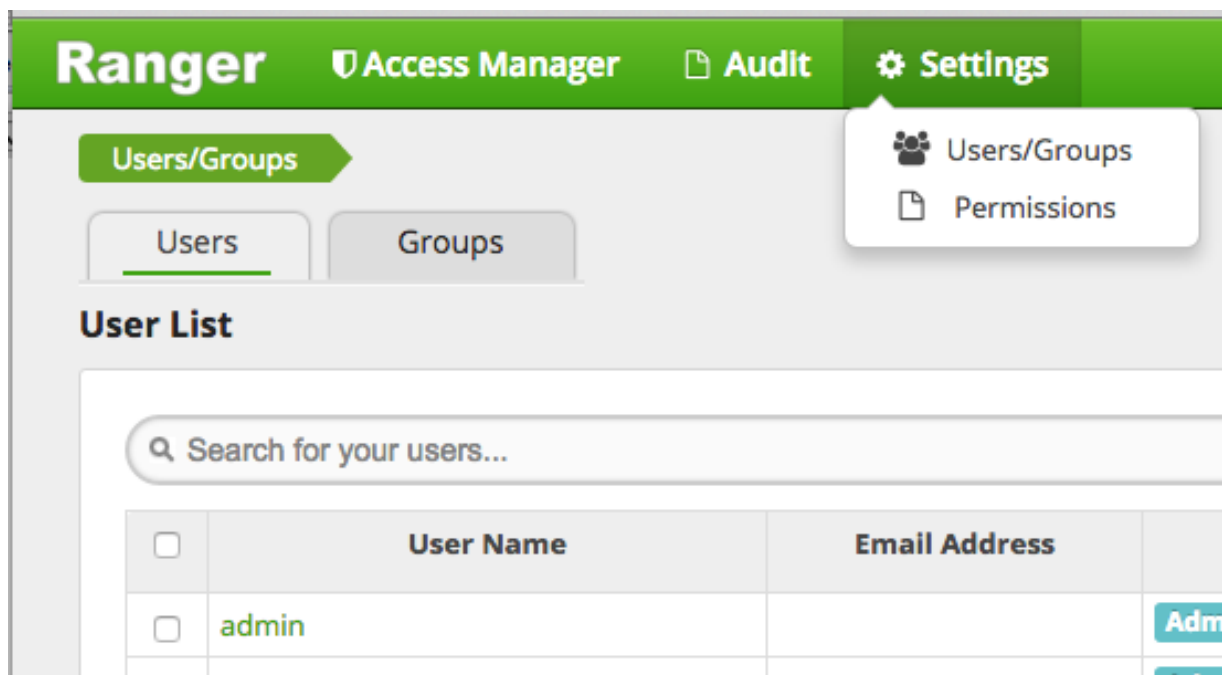 Ranger Access Manager Audit Settings
Users/Groups
Permissions
Users/Groups
Users Groups
User List
Search for your users...
User Name Email Address
admin